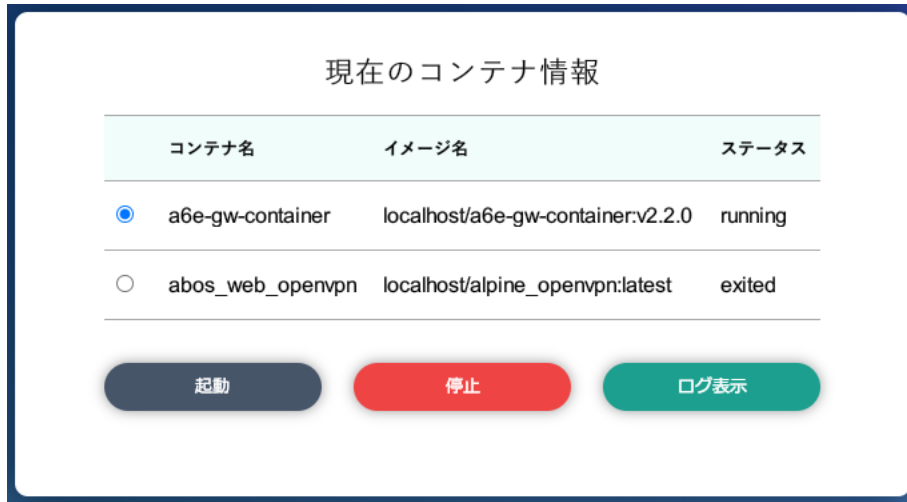 現在のコンテナ情報
コンテナ名 イメージ名 ステータス
a6e-gw-container localhost/a6e-gw-container:v2.2.0 running
abos_web_openvpn localhost/alpine_openvpn:latest exited
起動 停止 ログ表示